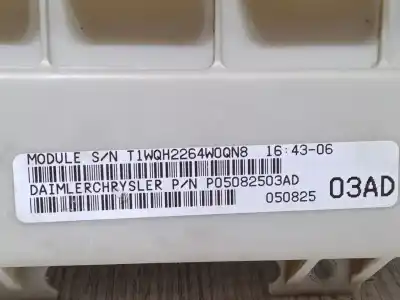 MODULE S/N T1WQH2264W0QN8 16:43-06
DAIMLERCHRYSLER P/N P05082503AD
050825 03AD